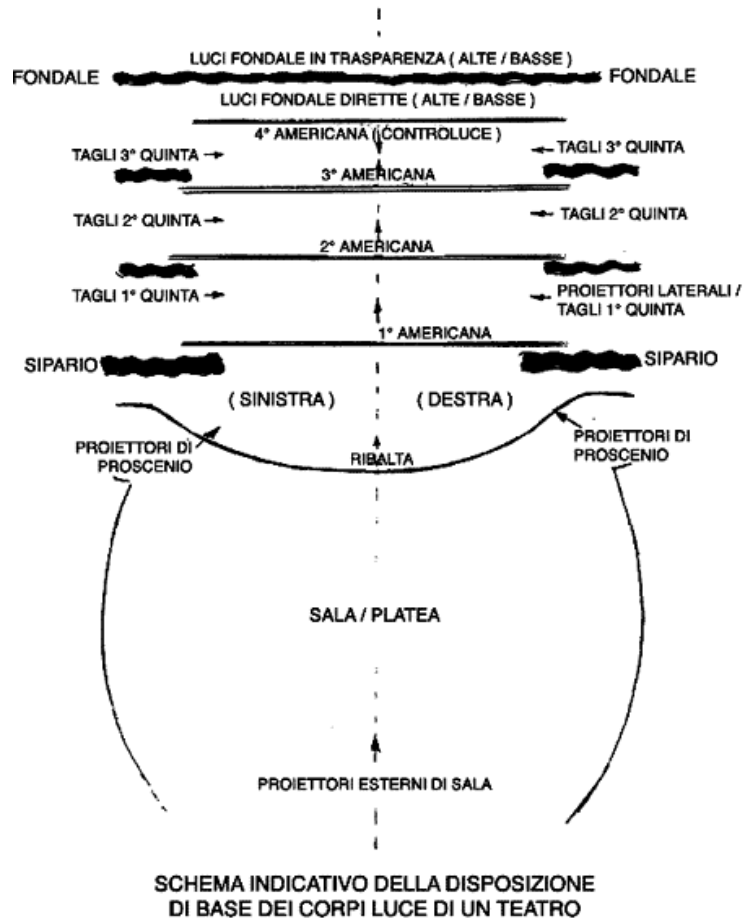 LUCI FONDALE IN TRASPARENZA ( ALTE / BASSE )
FONDALE
FONDALE
LUCI FONDALE DIRETTE ( ALTE / BASSE )
4° AMERICANA ( CONTROLUCE )
TAGLI 3° QUINTA
TAGLI 3° QUINTA
3° AMERICANA
TAGLI 2° QUINTA
TAGLI 2° QUINTA
2° AMERICANA
TAGLI 1° QUINTA
PROIETTORI LATERALI /
TAGLI 1° QUINTA
1° AMERICANA
SIPARIO
SIPARIO
( SINISTRA )
( DESTRA )
PROIETTORI DI
PROSCENIO
RIBALTA
PROIETTORI DI
PROSCENIO
SALA / PLATEA
PROIETTORI ESTERNI DI SALA
SCHEMA INDICATIVO DELLA DISPOSIZIONE
DI BASE DEI CORPI LUCE DI UN TEATRO